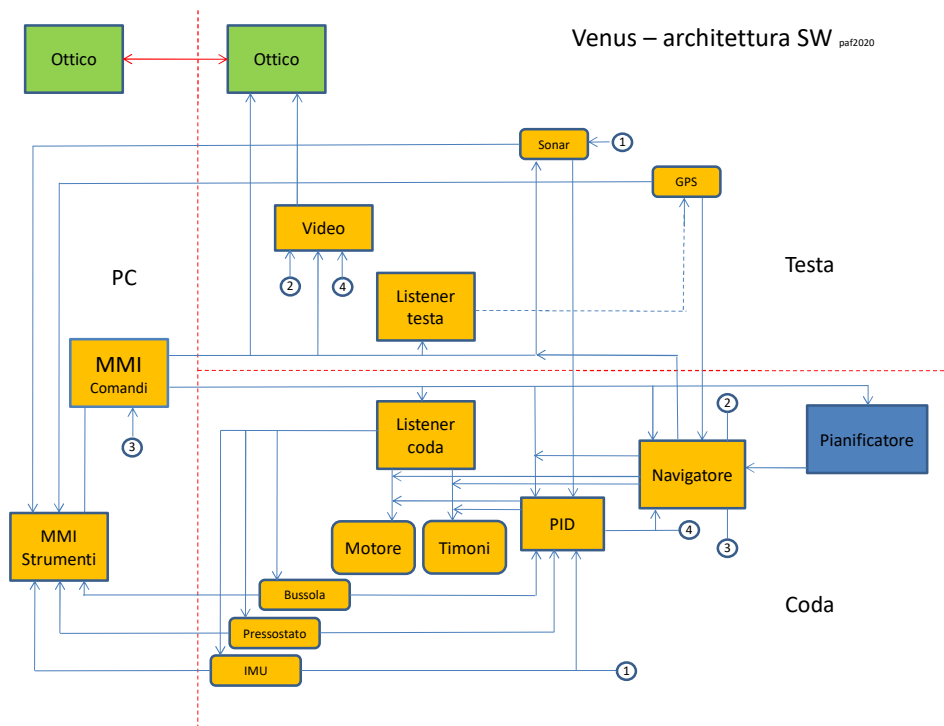 Venus – architettura SW paf2020
Ottico
Ottico
Sonar
1
GPS
Video
2
4
PC
Testa
Listener
testa
MMI
Comandi
3
Listener
coda
2
Pianificatore
Navigatore
MMI
Strumenti
Motore
Timoni
PID
4
3
Bussola
Coda
Pressostato
IMU
1